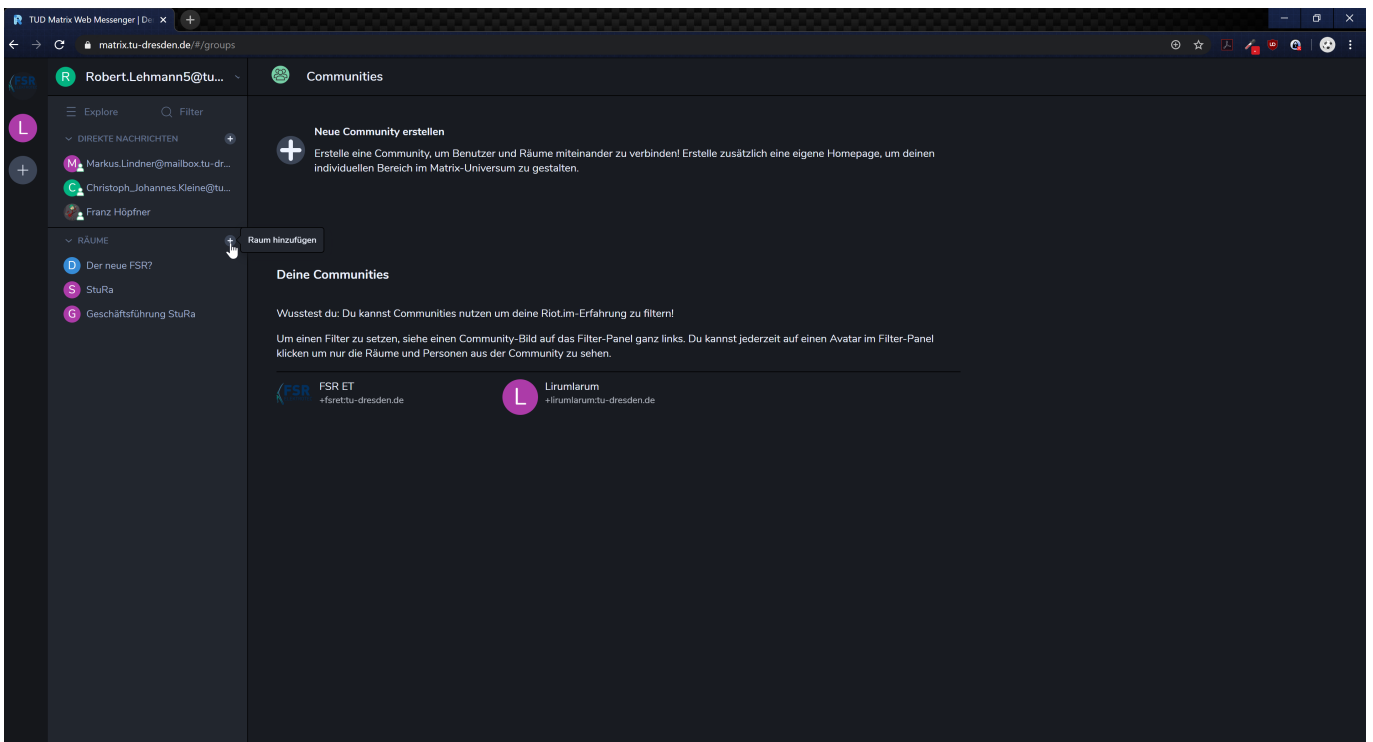 TUD Matrix Web Messenger | De
matrix.tu-dresden.de/#/groups
FSR
R Robert.Lehmann5@tu...
Communities
Explore Filter
L
DIREKTE NACHRICHTEN
M Markus.Lindner@mailbox.tu-dr...
C Christoph_Johannes.Kleine@tu...
Franz Höpfner
RÄUME
Raum hinzufügen
D Der neue FSR?
S StuRa
G Geschäftsführung StuRa
Neue Community erstellen
Erstelle eine Community, um Benutzer und Räume miteinander zu verbinden! Erstelle zusätzlich eine eigene Homepage, um deinen
individuellen Bereich im Matrix-Universum zu gestalten.
Deine Communities
Wusstest du: Du kannst Communities nutzen um deine Riot.im-Erfahrung zu filtern!
Um einen Filter zu setzen, siehe einen Community-Bild auf das Filter-Panel ganz links. Du kannst jederzeit auf einen Avatar im Filter-Panel
klicken um nur die Räume und Personen aus der Community zu sehen.
FSR FSR ET
+fsret:tu-dresden.de
L Lirumlarum
+lirumlarum:tu-dresden.de